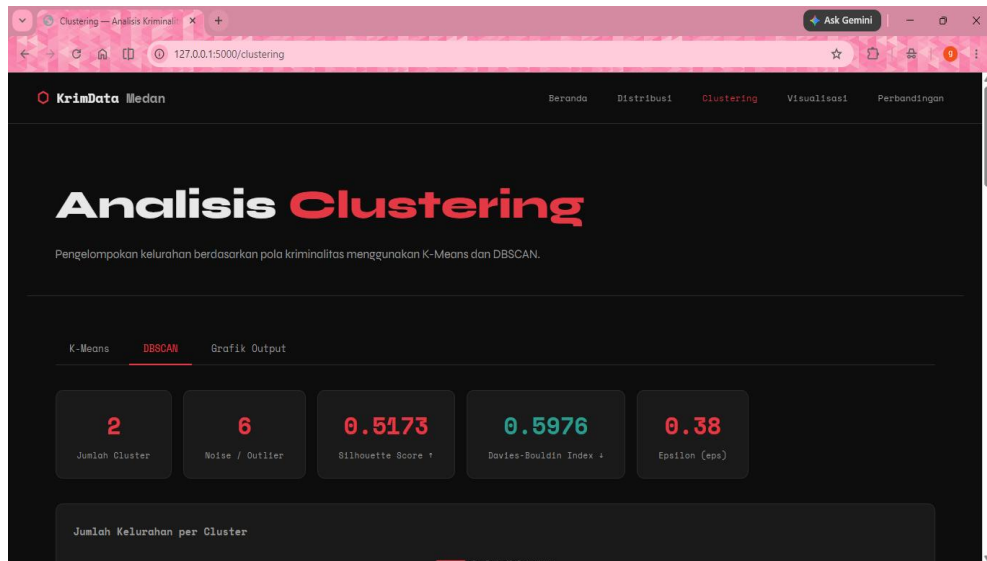 Clustering — Analisis Kriminalit
Ask Gemini
127.0.0.1:5000/clustering
g
KrimData Medan
Beranda Distribusi Clustering Visualisasi Perbandingan
Analisis Clustering
Pengelompokan kelurahan berdasarkan pola kriminalitas menggunakan K-Means dan DBSCAN.
K-Means DBSCAN Grafik Output
2 6 0.5173 0.5976 0.38
Jumlah Cluster Noise / Outlier Silhouette Score ↑ Davies-Bouldin Index ↓ Epsilon (eps)
Jumlah Kelurahan per Cluster